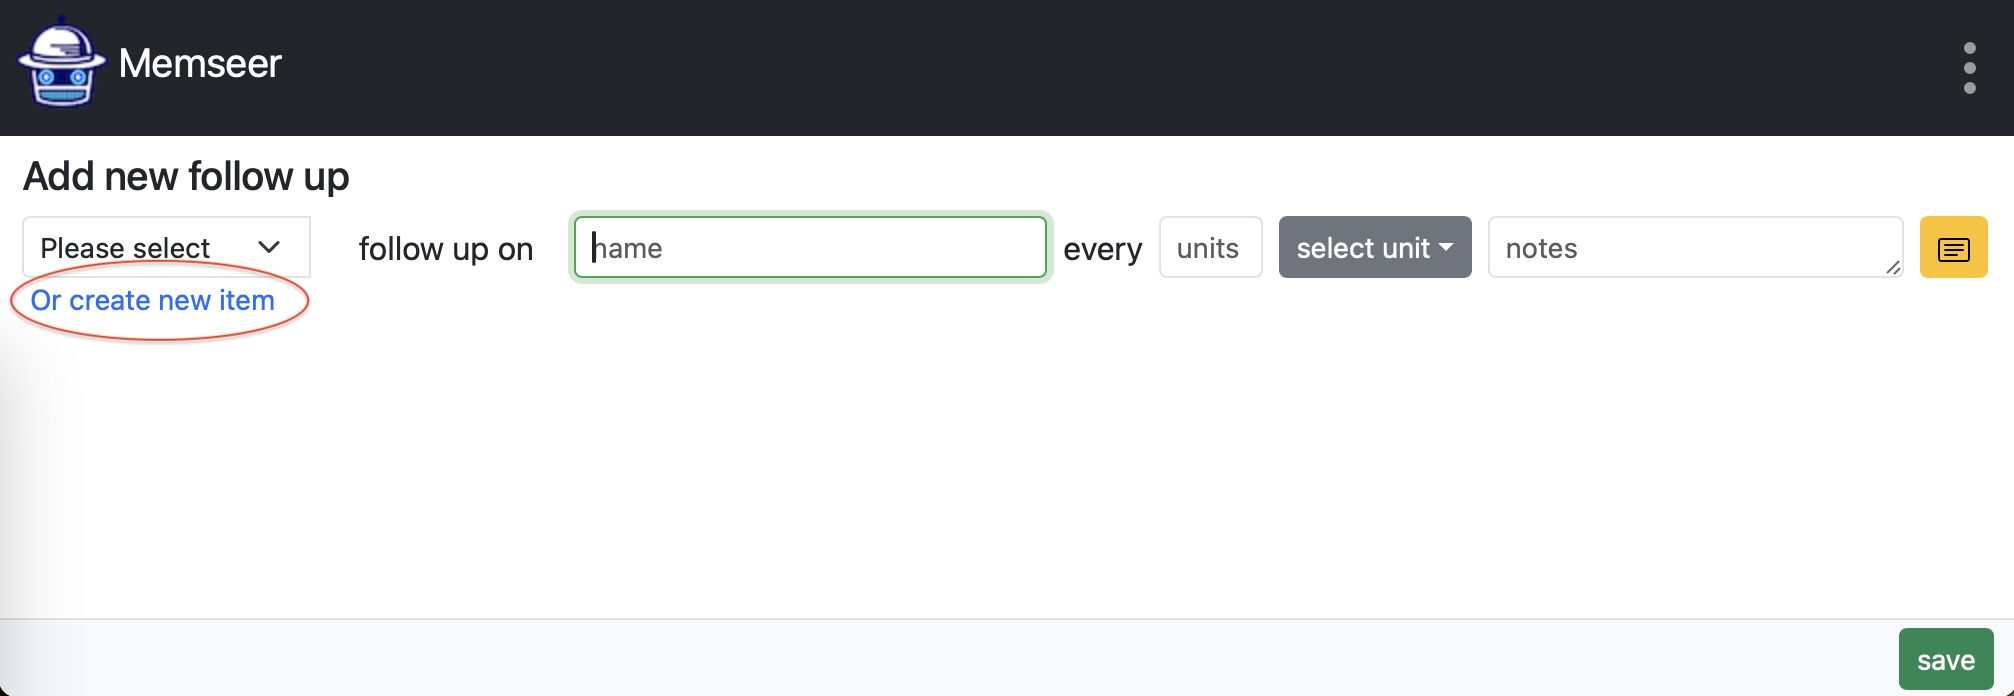 Memseer
Add new follow up
Please select follow up on name every units select unit notes
Or create new item
save